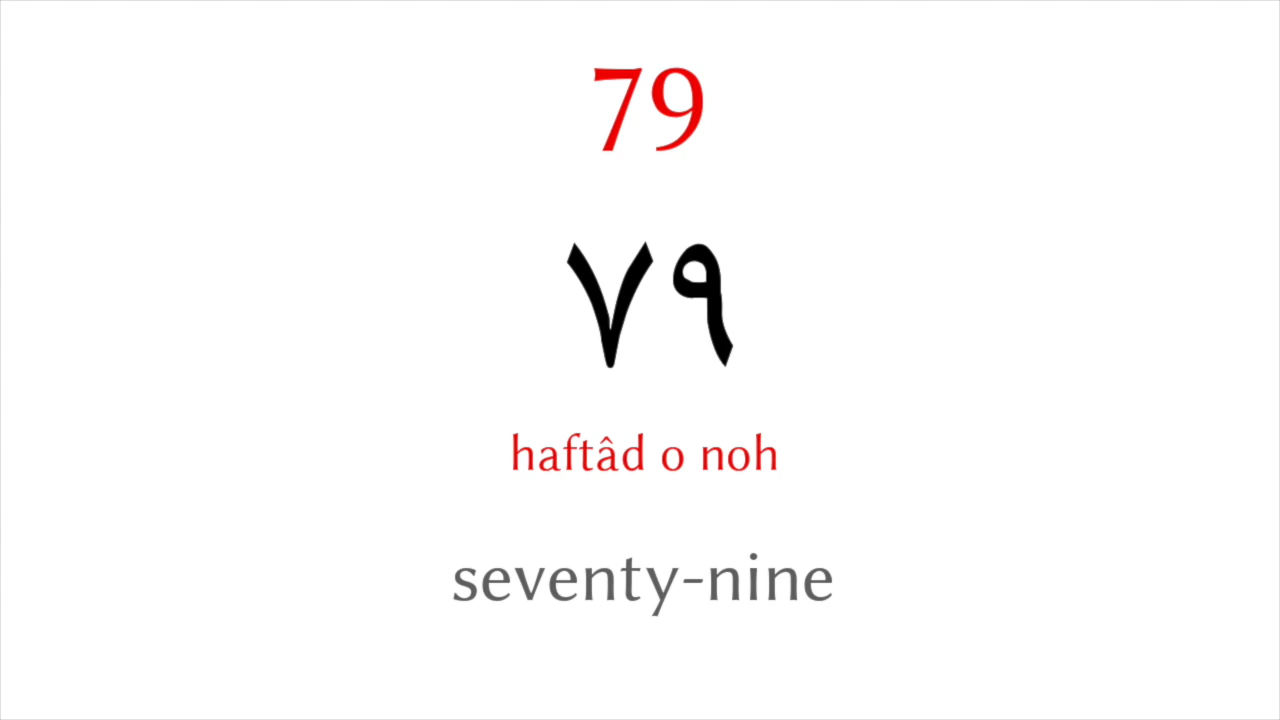 79
۷۹
haftâd o noh
seventy-nine